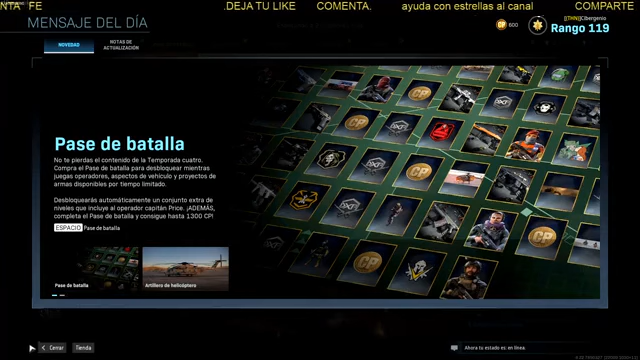 NTA FE .DEJA TU LIKE COMENTA. ayuda con estrellas al canal COMPARTE
MENSAJE DEL DÍA
600
[[THN]]Cibergenio
Rango 119
NOVEDAD
NOTAS DE
ACTUALIZACIÓN
Pase de batalla
No te pierdas el contenido de la Temporada cuatro.
Compra el Pase de batalla para desbloquear mientras
juegas operadores, aspectos de vehículo y proyectos de
armas disponibles por tiempo limitado.
Desbloquearás automáticamente un conjunto extra de
niveles que incluye al operador capitán Price. ¡ADEMÁS,
completa el Pase de batalla y consigue hasta 1300 CP!
ESPACIO Pase de batalla
Pase de batalla
Artillero de helicóptero
Cerrar
Tienda
Ahora tu estado es: en línea.